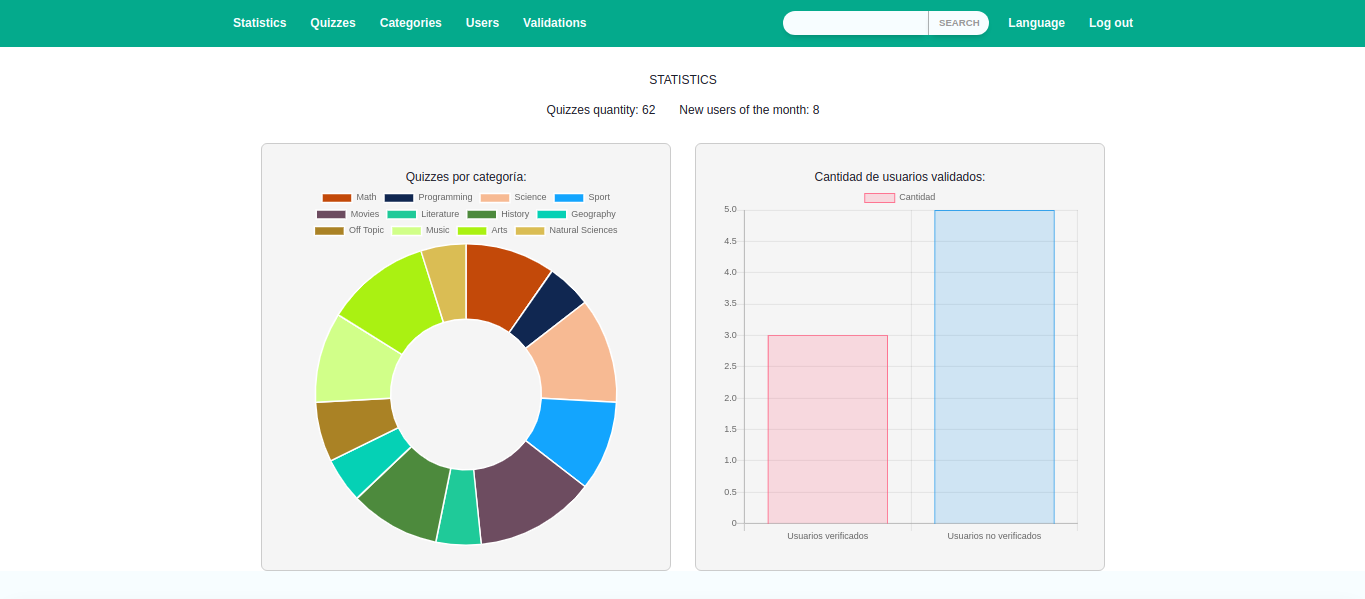 Statistics Quizzes Categories Users Validations SEARCH Language Log out
STATISTICS
Quizzes quantity: 62 New users of the month: 8
Quizzes por categoría:
Math Programming Science Sport
Movies Literature History Geography
Off Topic Music Arts Natural Sciences
Cantidad de usuarios validados:
Cantidad
5.0
4.5
4.0
3.5
3.0
2.5
2.0
1.5
1.0
0.5
0
Usuarios verificados Usuarios no verificados